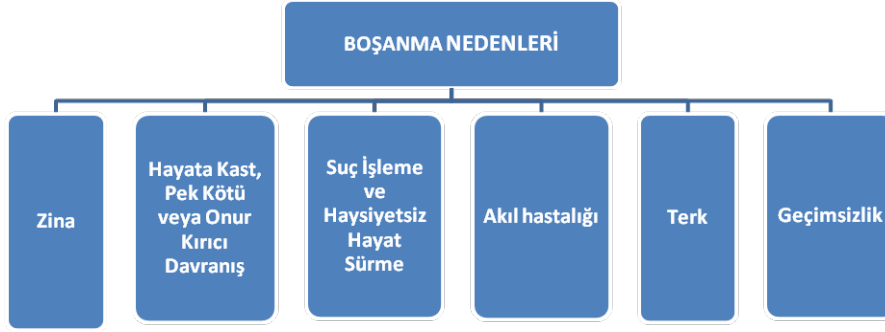 BOŞANMA NEDENLERİ
Zina
Hayata Kast,
Pek Kötü
veya Onur
Kırıcı
Davranış
Suç İşleme
ve
Haysiyetsiz
Hayat
Sürme
Akıl hastalığı
Terk
Geçimsizlik